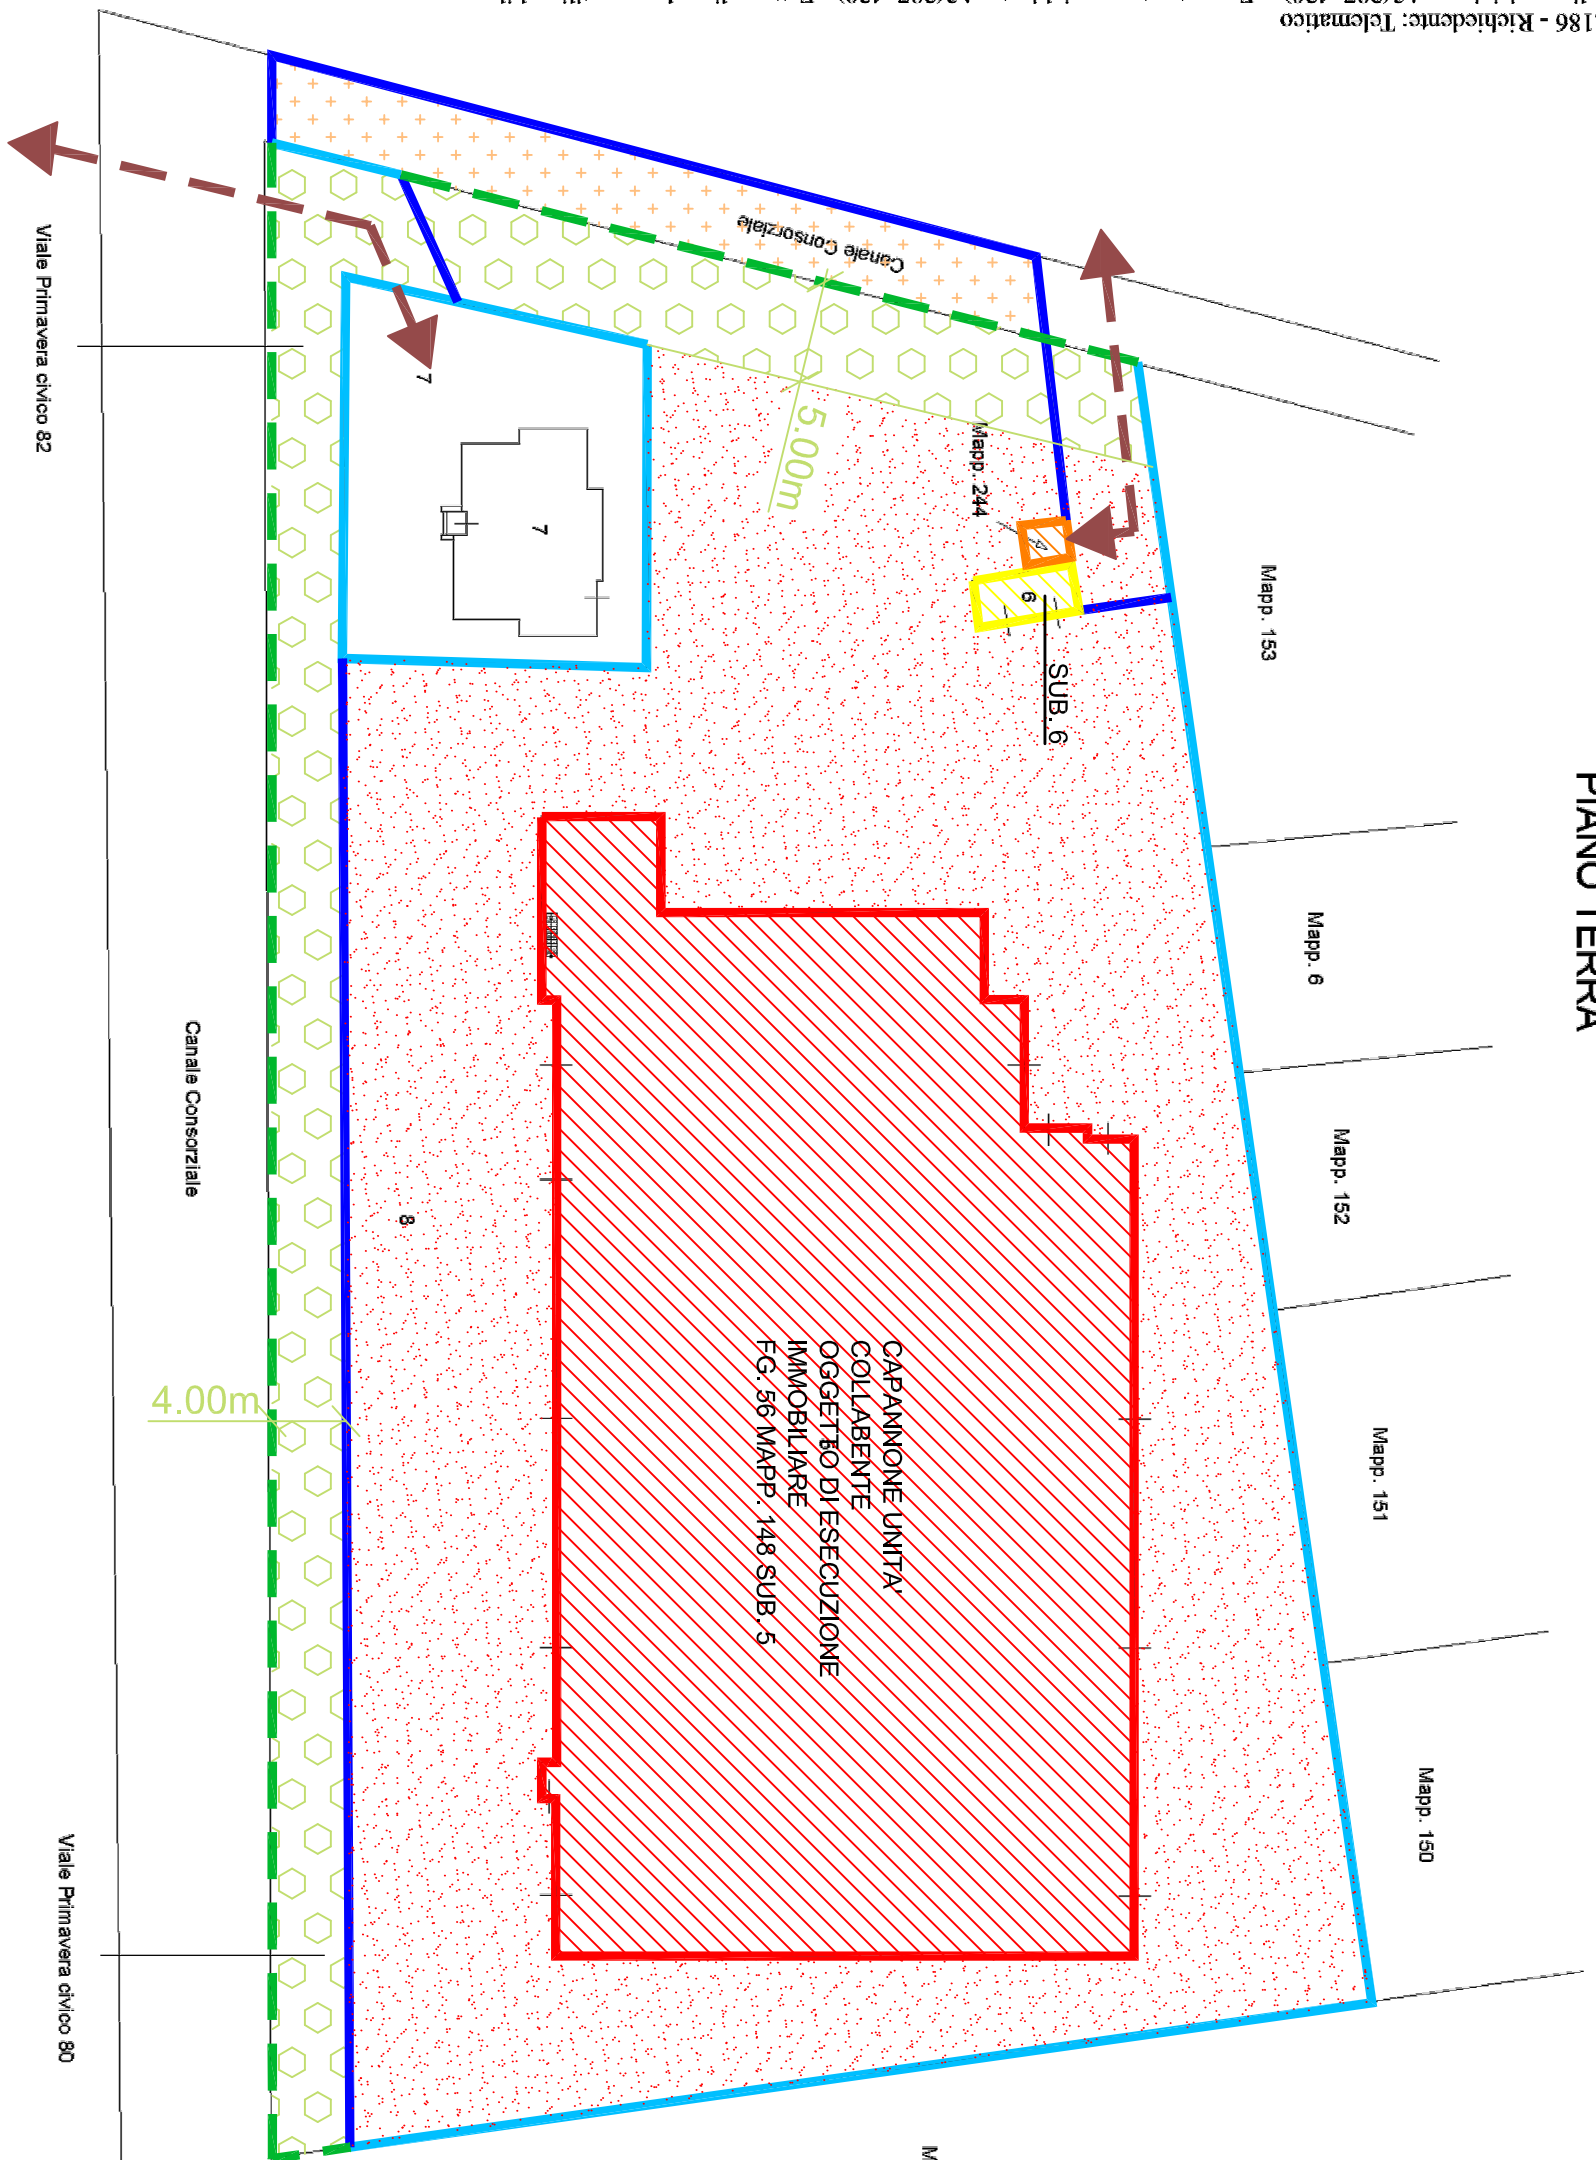 186 - Richiedente: Telematico
PIANO TERRA
Mapp. 153
Mapp. 6
Mapp. 152
Mapp. 151
Mapp. 150
Canale Consorziale
5.00m
Mapp. 244
4
6
SUB. 6
7
7
8
CAPANNONE UNITA'
COLLABENTE
OGGETTO DI ESECUZIONE
IMMOBILIARE
FG. 56 MAPP. 148 SUB. 5
4.00m
Canale Consorziale
Viale Primavera civico 82
Viale Primavera civico 80
M